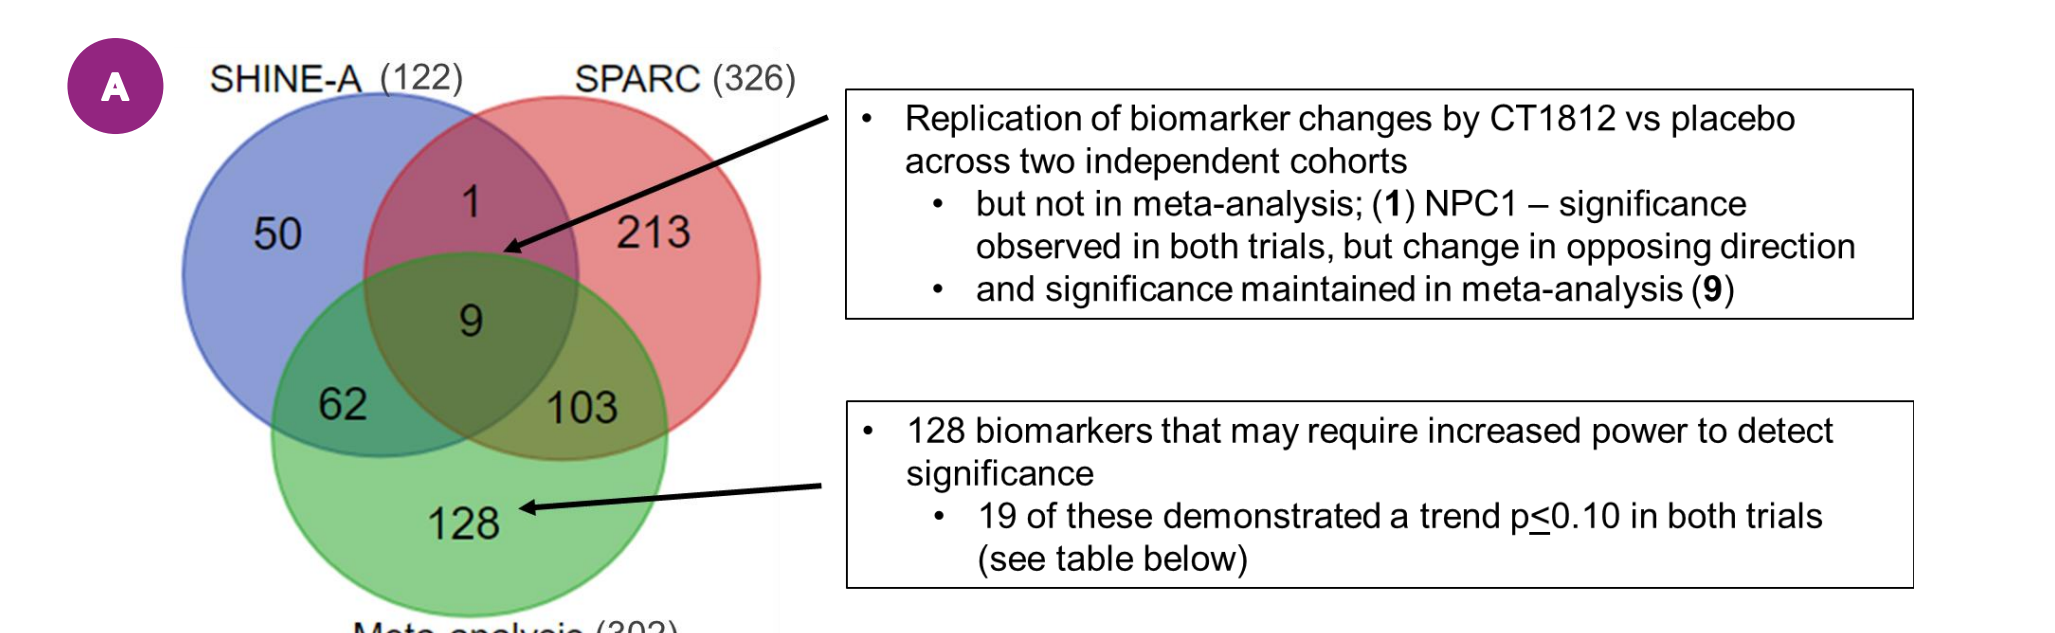 A
SHINE-A (122)
SPARC (326)
1
50
213
9
62
103
128
Meta-analysis (302)
• Replication of biomarker changes by CT1812 vs placebo
across two independent cohorts
• but not in meta-analysis; (1) NPC1 – significance
observed in both trials, but change in opposing direction
• and significance maintained in meta-analysis (9)
• 128 biomarkers that may require increased power to detect
significance
• 19 of these demonstrated a trend p≤0.10 in both trials
(see table below)